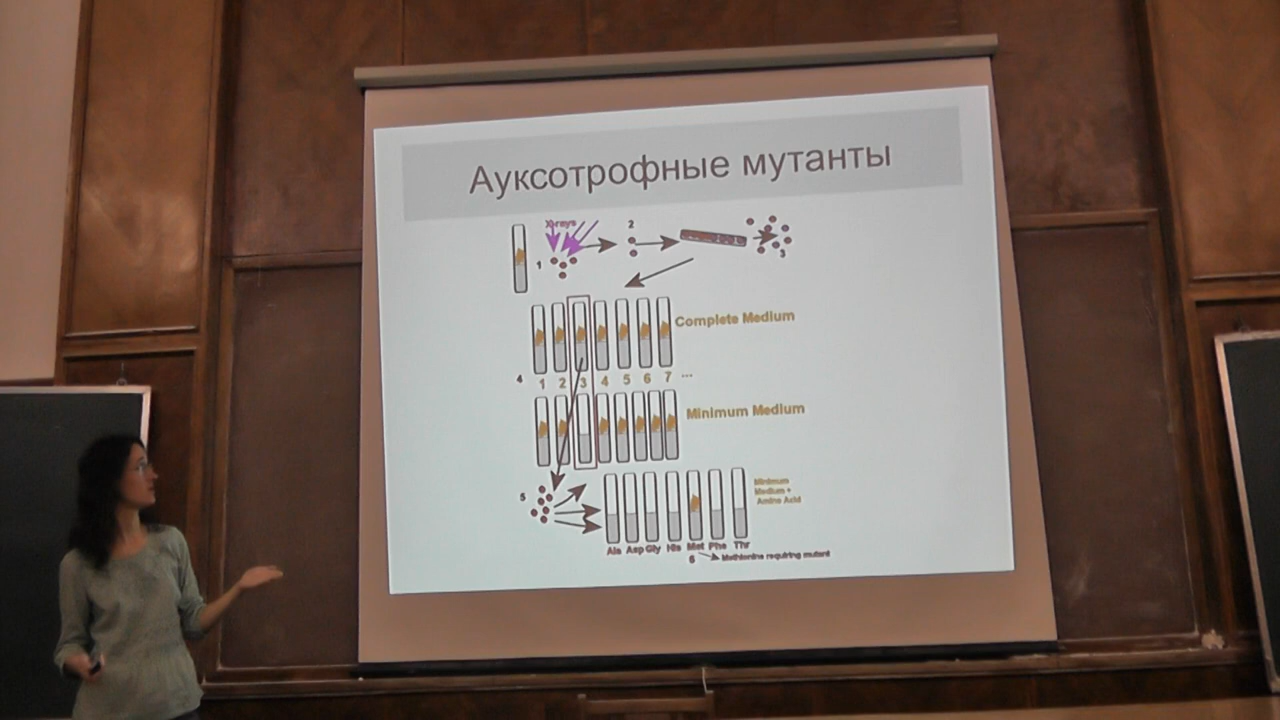 Ауксотрофные мутанты
X-rays
2
1
3
Complete Medium
4 1 2 3 4 5 6 7 ...
Minimum Medium
5
Minimum
Medium +
Amino Acid
Ala Asp Gly His Met Phe Thr
6 Methionine requiring mutant